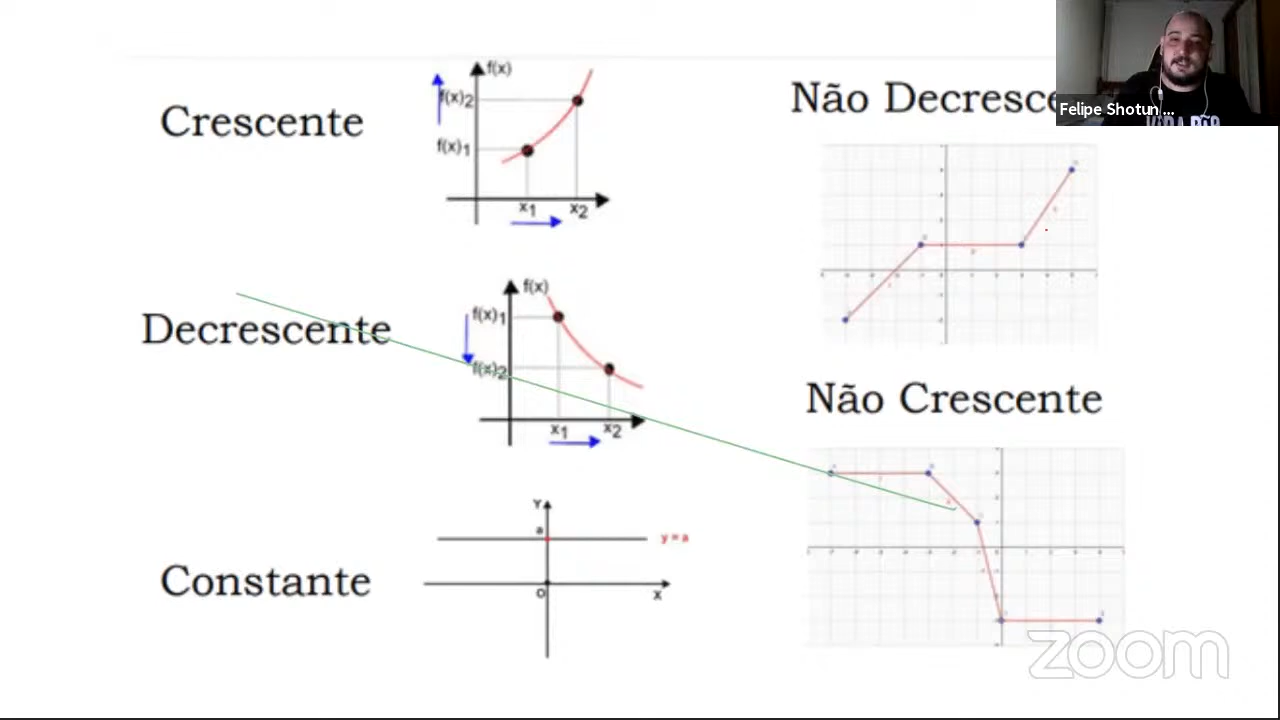 Crescente
f(x)
f(x)2
f(x)1
x1
x2
Decrescente
f(x)
f(x)1
f(x)2
x1
x2
Constante
Y
a
y = a
O
X
Não Decresce
Não Crescente
Felipe Shotun ...
zoom